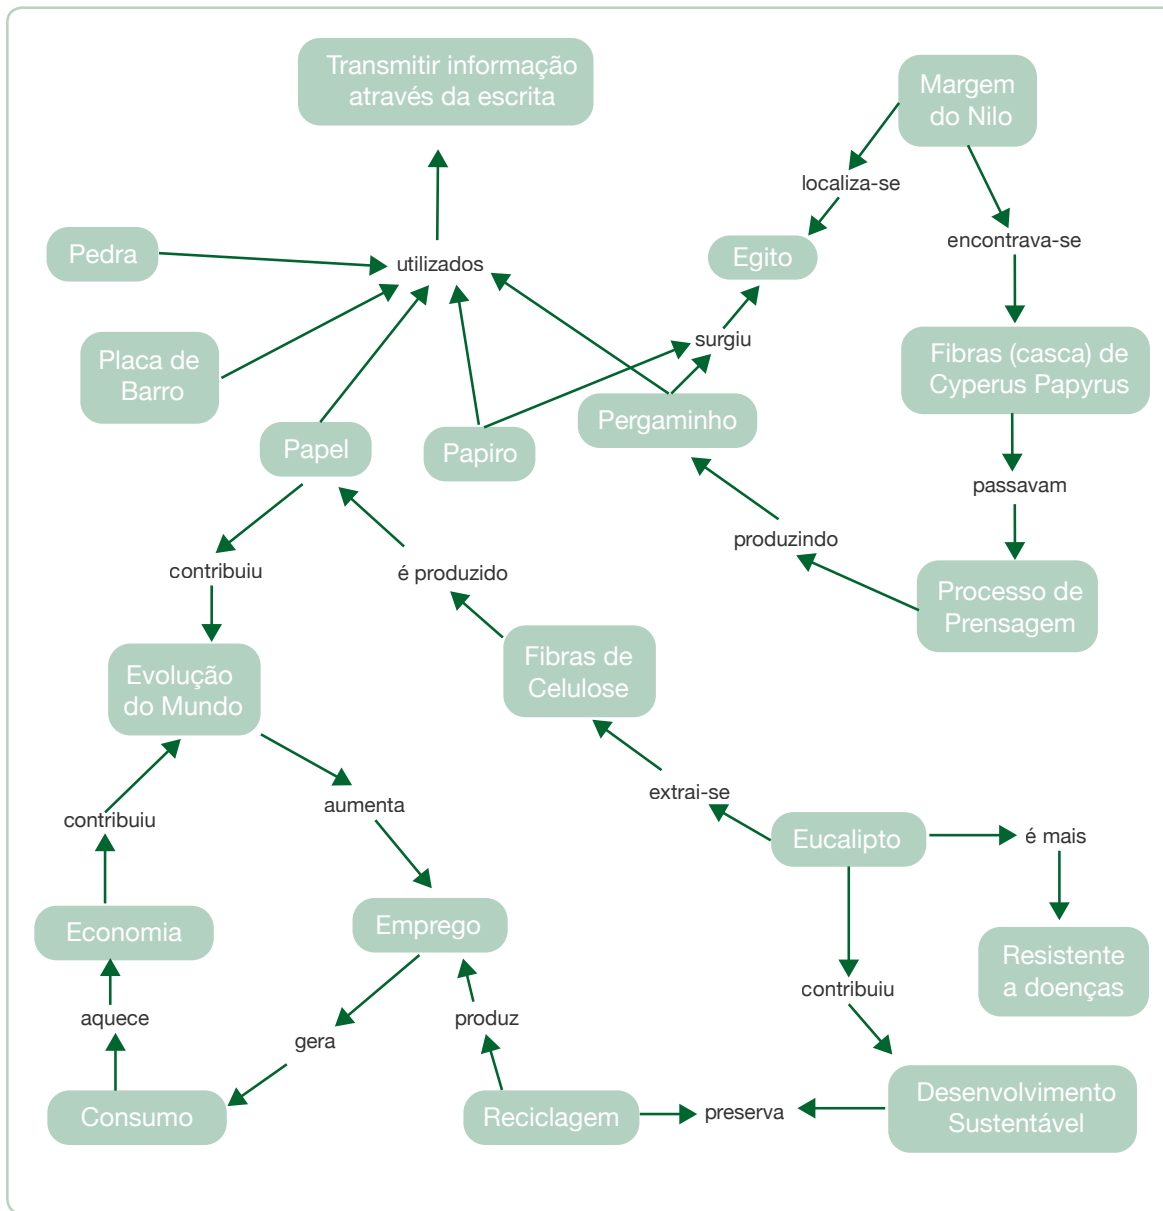 Transmitir informação
através da escrita
Margem
do Nilo
localiza-se
Pedra
utilizados
Egito
encontrava-se
Placa de
Barro
surgiu
Fibras (casca) de
Cyperus Papyrus
Papel
Papiro
Pergaminho
passavam
contribuiu
é produzido
produzindo
Processo de
Prensagem
Evolução
do Mundo
Fibras de
Celulose
contribuiu
aumenta
extrai-se
Eucalipto
é mais
Economia
Emprego
Resistente
a doenças
contribuiu
aquece
gera
produz
Consumo
Reciclagem
preserva
Desenvolvimento
Sustentável